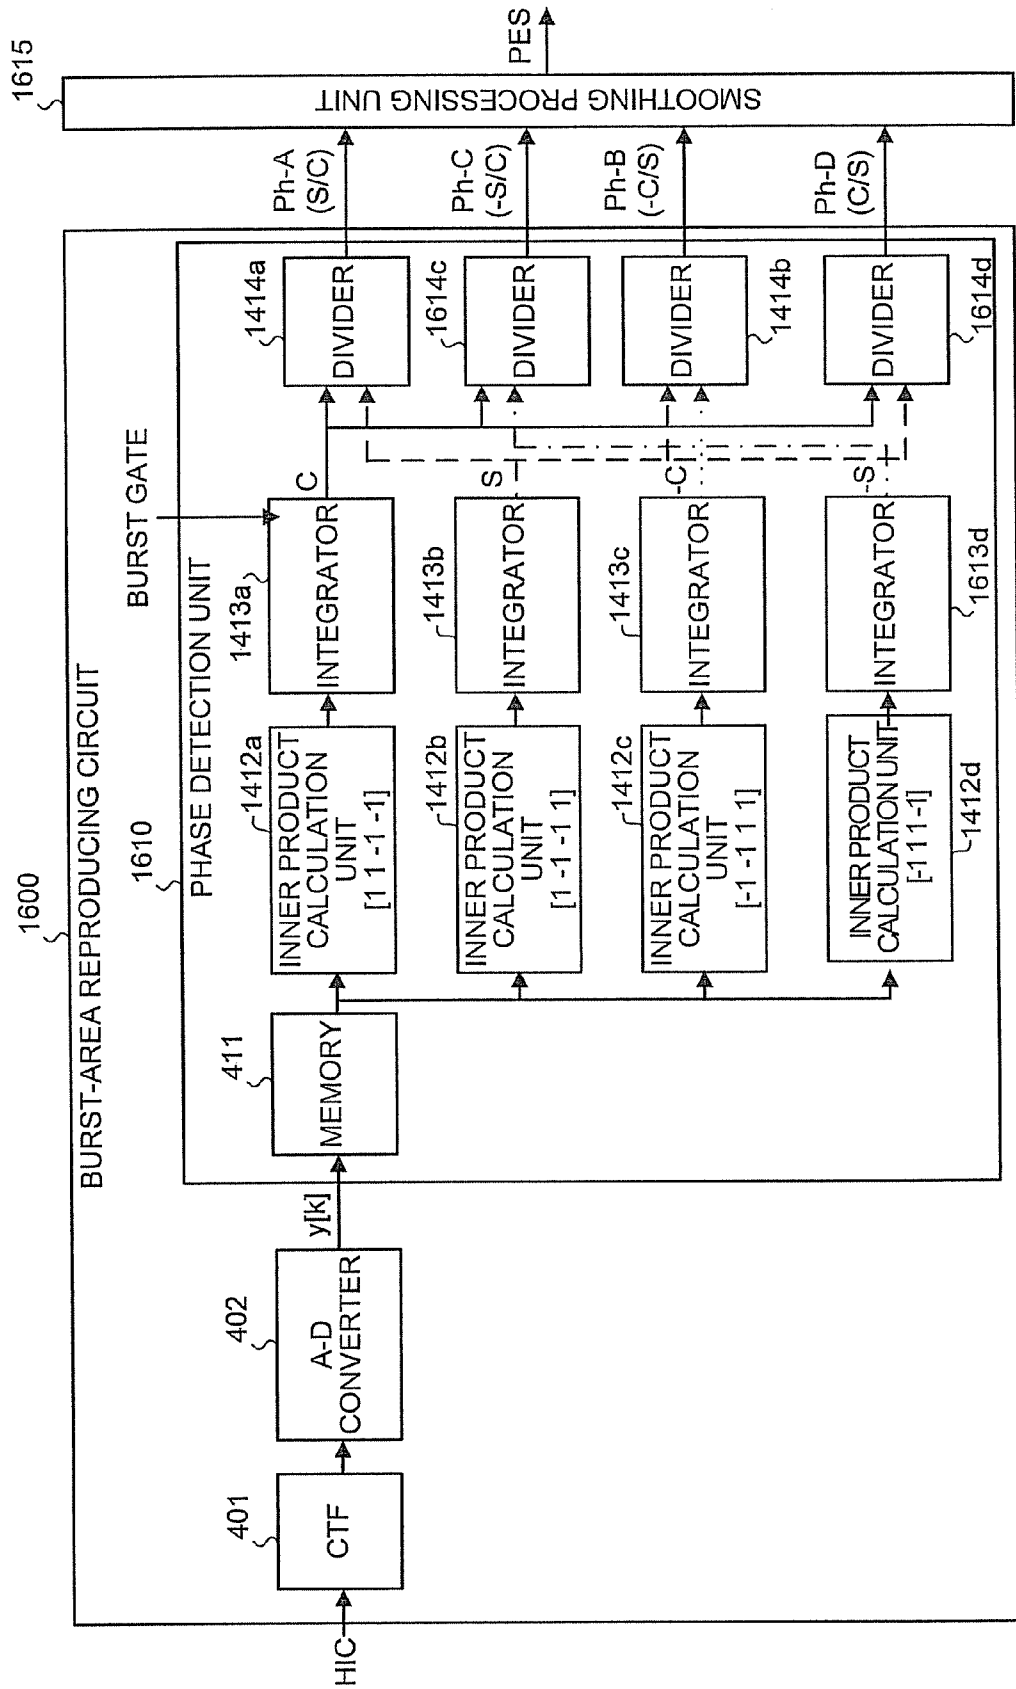 1600
BURST-AREA REPRODUCING CIRCUIT
1610
PHASE DETECTION UNIT
BURST GATE
HIC
401
CTF
402
A-D
CONVERTER
y[k]
411
MEMORY
1412a
INNER PRODUCT
CALCULATION
UNIT
[1 1 -1 -1]
1413a
INTEGRATOR
C
1414a
DIVIDER
Ph-A
(S/C)
1412b
INNER PRODUCT
CALCULATION
UNIT
[1 -1 -1 1]
1413b
INTEGRATOR
S
1614c
DIVIDER
Ph-C
(-S/C)
1412c
INNER PRODUCT
CALCULATION
UNIT
[-1 -1 1 1]
1413c
INTEGRATOR
-C
1414b
DIVIDER
Ph-B
(-C/S)
INNER PRODUCT
CALCULATION UNIT
[-1 1 1 -1]
1412d
INTEGRATOR
1613d
-S
DIVIDER
1614d
Ph-D
(C/S)
1615
SMOOTHING PROCESSING UNIT
PES